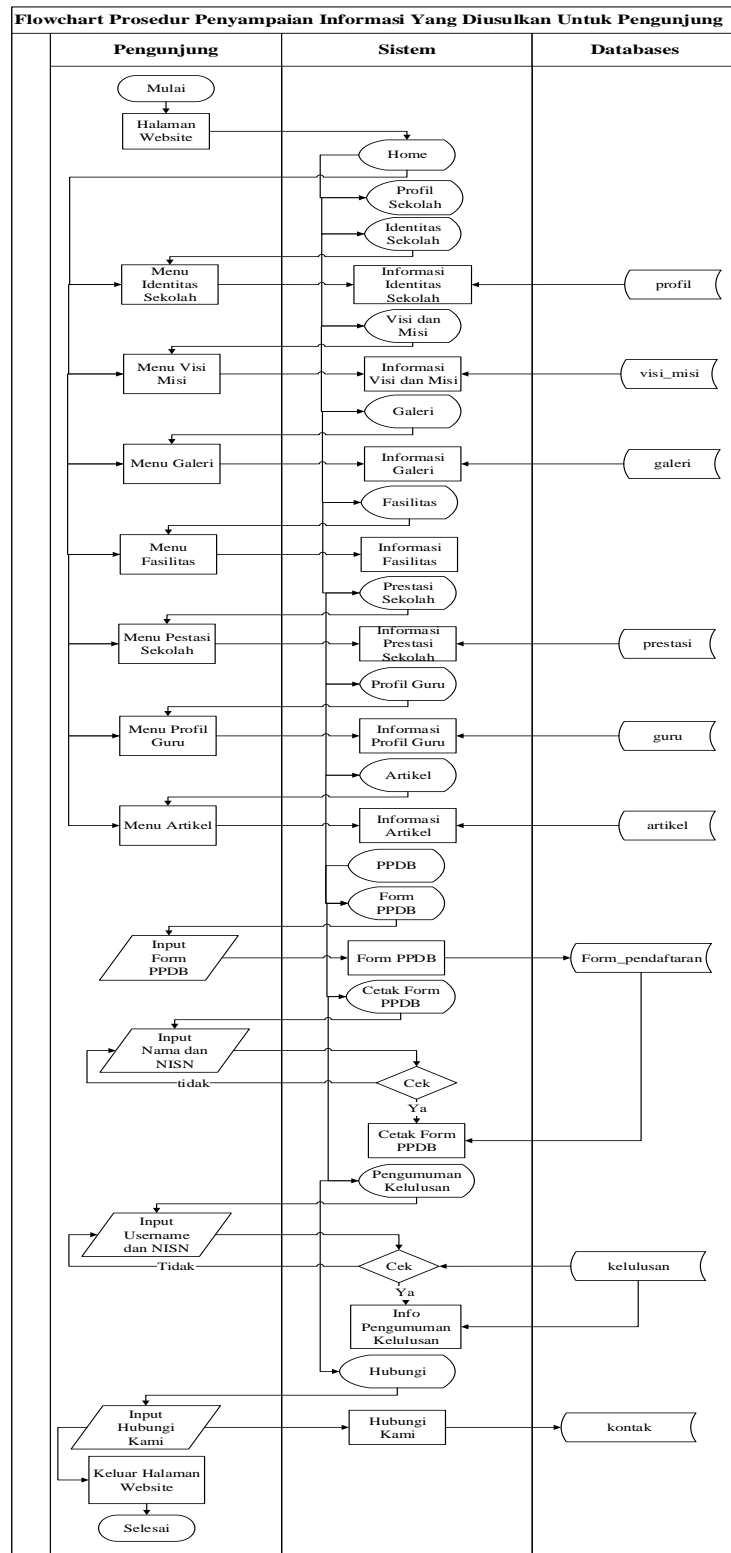 Flowchart Prosedur Penyampaian Informasi Yang Diusulkan Untuk Pengunjung
Pengunjung
Sistem
Databases
Mulai
Halaman
Website
Home
Profil
Sekolah
Identitas
Sekolah
Menu
Identitas
Sekolah
Informasi
Identitas
Sekolah
profil
Visi dan
Misi
Menu Visi
Misi
Informasi
Visi dan Misi
visi_misi
Galeri
Menu Galeri
Informasi
Galeri
galeri
Fasilitas
Menu
Fasilitas
Informasi
Fasilitas
Prestasi
Sekolah
Menu Pestasi
Sekolah
Informasi
Prestasi
Sekolah
prestasi
Profil Guru
Menu Profil
Guru
Informasi
Profil Guru
guru
Artikel
Menu Artikel
Informasi
Artikel
artikel
PPDB
Form
PPDB
Input
Form
PPDB
Form PPDB
Form_pendaftaran
Cetak Form
PPDB
Input
Nama dan
NISN
tidak
Cek
Ya
Cetak Form
PPDB
Pengumuman
Kelulusan
Input
Username
dan NISN
Tidak
Cek
kelulusan
Ya
Info
Pengumuman
Kelulusan
Hubungi
Input
Hubungi
Kami
Hubungi
Kami
kontak
Keluar Halaman
Website
Selesai